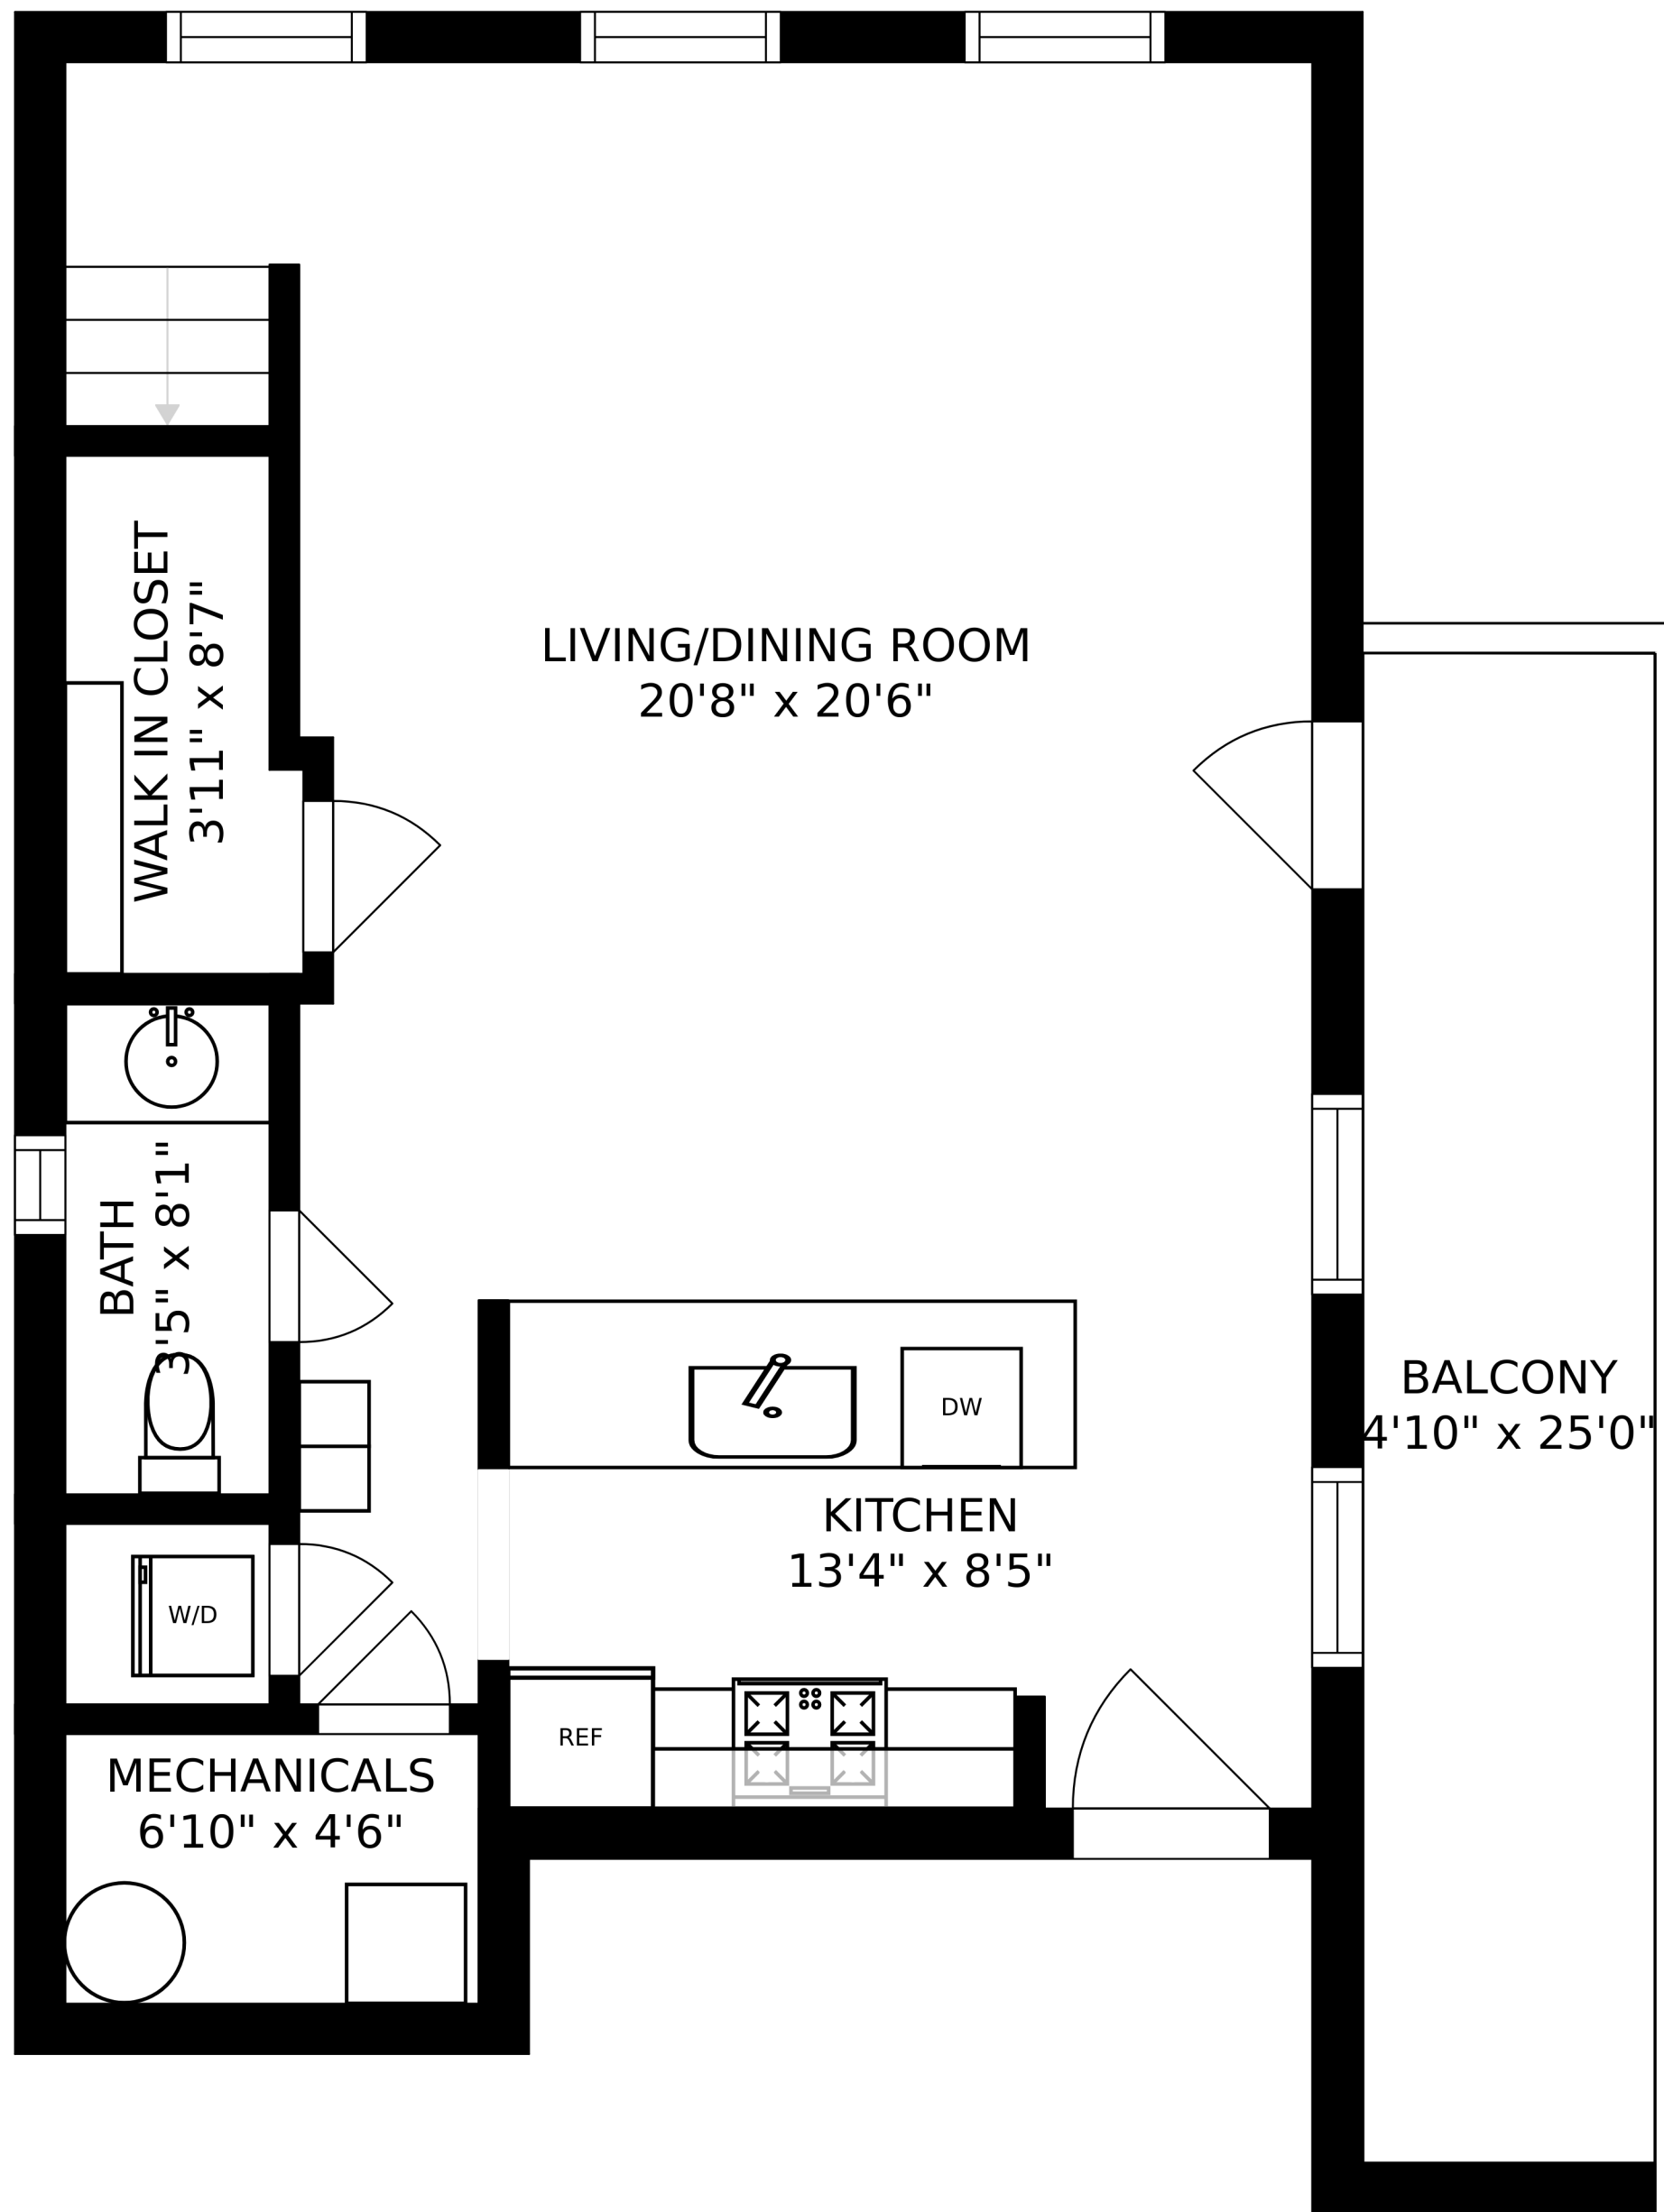 WALK IN CLOSET
3'11" x 8'7"
LIVING/DINING ROOM
20'8" x 20'6"
BATH
3'5" x 8'1"
DW
BALCONY
4'10" x 25'0"
KITCHEN
13'4" x 8'5"
W/D
REF
MECHANICALS
6'10" x 4'6"